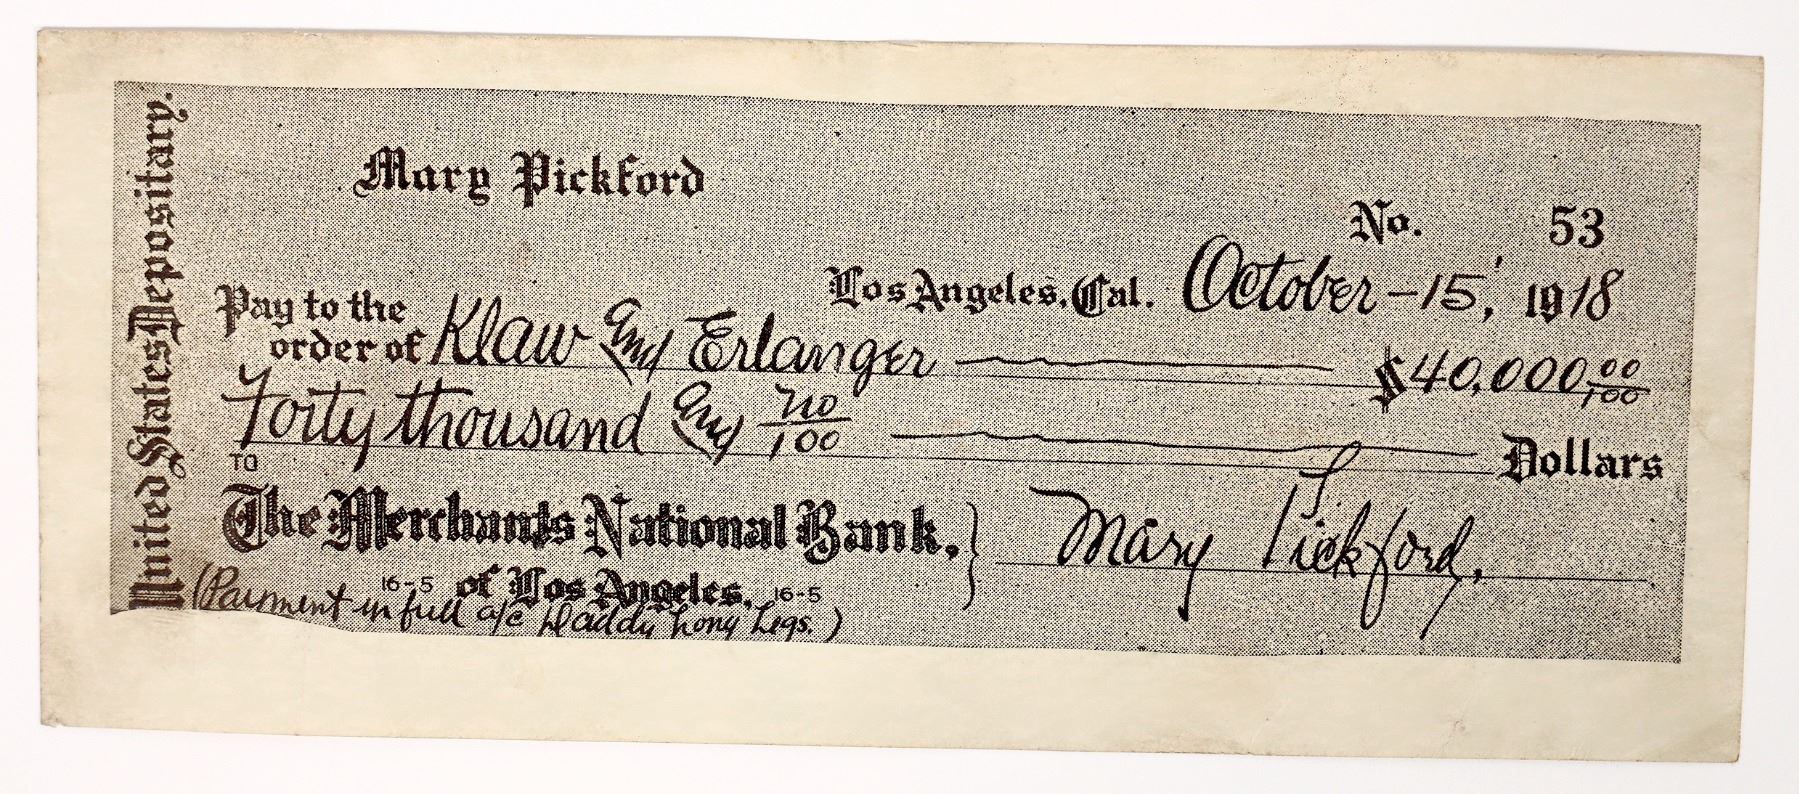 Mary Pickford
No. 53
Los Angeles, Cal. October - 15, 1918
Pay to the
order of Klaw And Erlanger $40,000 00/100
Forty thousand And no/100 Dollars
TO
The Merchants National Bank,
16-5 of Los Angeles. 16-5
Mary Pickford.
(Payment in full a/c Daddy Long Legs.)
United States Depositary.